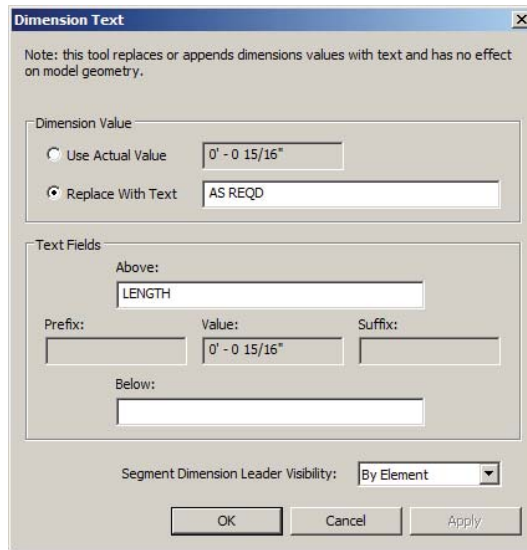 Dimension Text
Note: this tool replaces or appends dimensions values with text and has no effect
on model geometry.
Dimension Value
Use Actual Value 0' - 0 15/16"
Replace With Text AS REQD
Text Fields
Above:
LENGTH
Prefix: Value: Suffix:
0' - 0 15/16"
Below:
Segment Dimension Leader Visibility: By Element
OK Cancel Apply